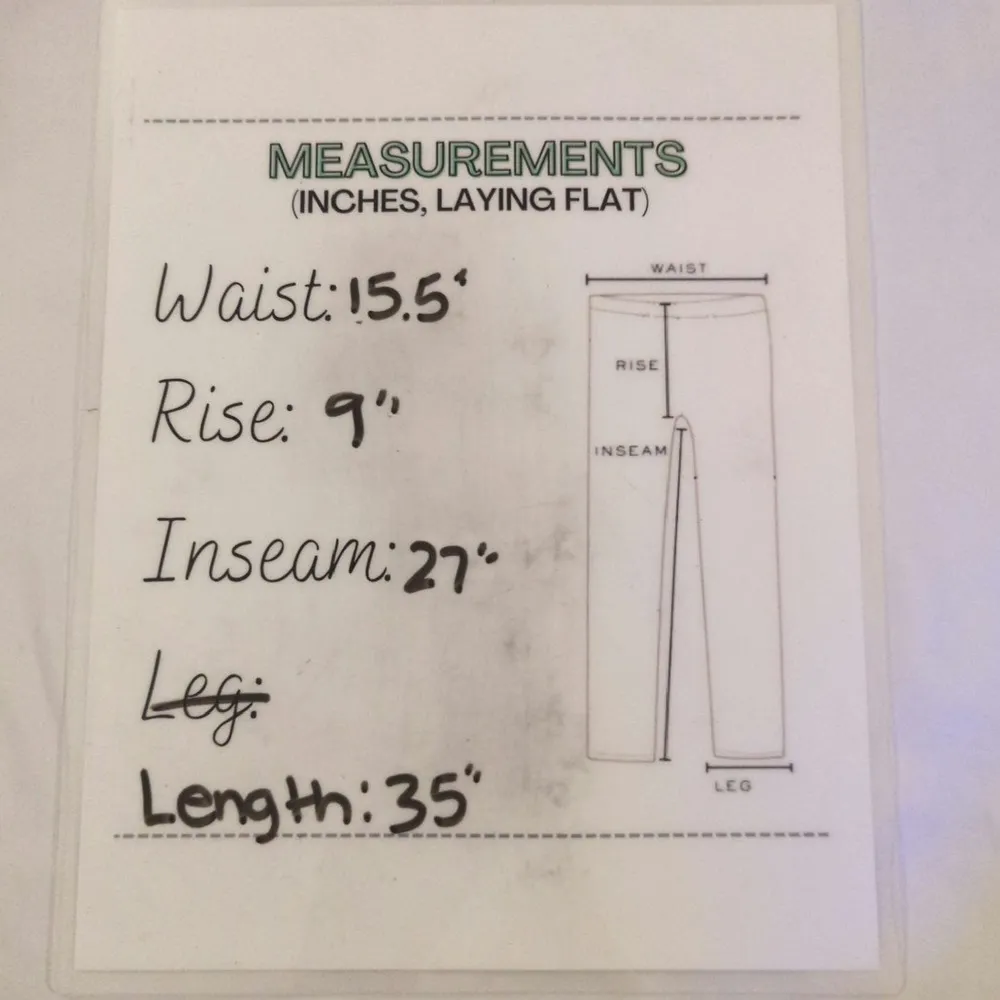 MEASUREMENTS
(INCHES, LAYING FLAT)
Waist: 15.5"
Rise: 9"
Inseam: 27"
Leg:
Length: 35"
WAIST
RISE
INSEAM
LEG